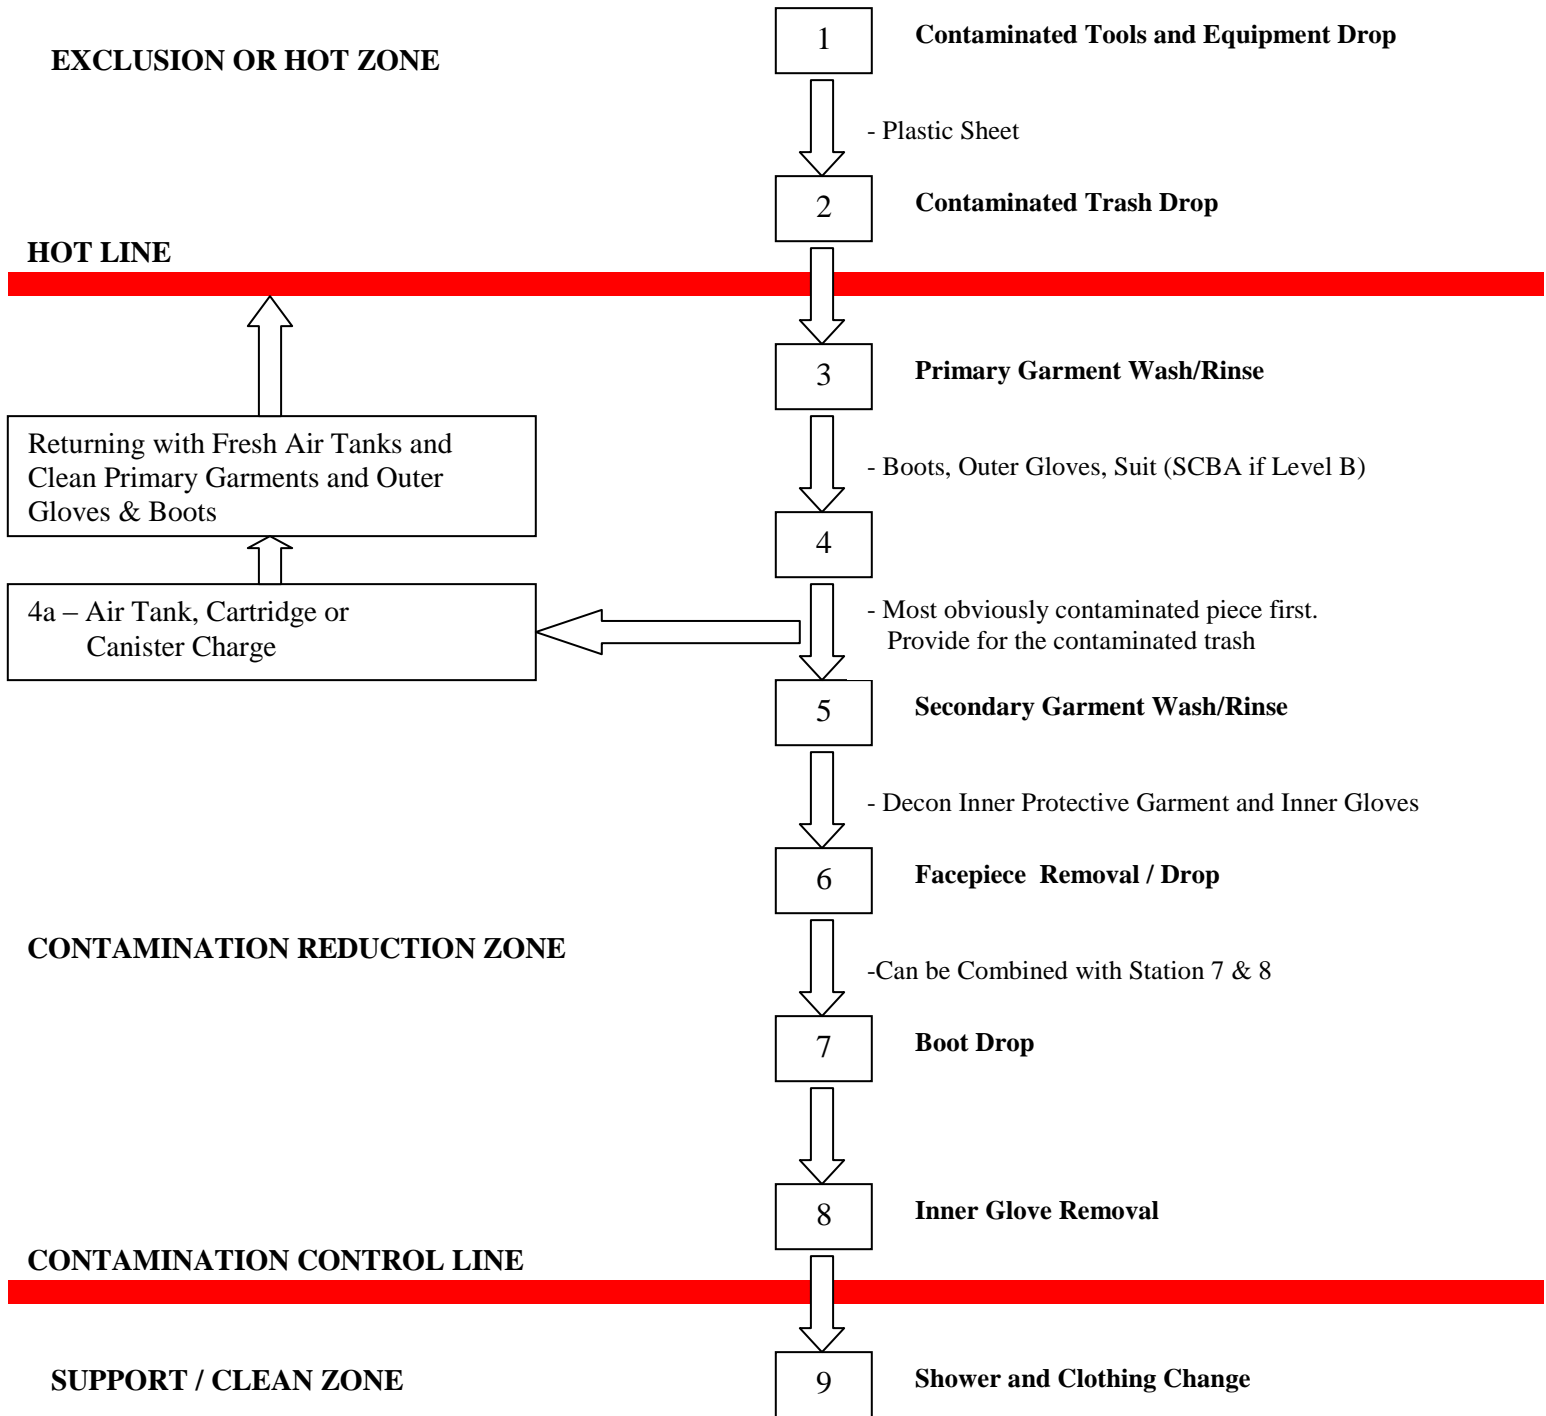 EXCLUSION OR HOT ZONE
1
Contaminated Tools and Equipment Drop
- Plastic Sheet
2
Contaminated Trash Drop
HOT LINE
3
Primary Garment Wash/Rinse
Returning with Fresh Air Tanks and
Clean Primary Garments and Outer
Gloves & Boots
- Boots, Outer Gloves, Suit (SCBA if Level B)
4
4a – Air Tank, Cartridge or
Canister Charge
- Most obviously contaminated piece first.
Provide for the contaminated trash
5
Secondary Garment Wash/Rinse
- Decon Inner Protective Garment and Inner Gloves
6
Facepiece  Removal / Drop
CONTAMINATION REDUCTION ZONE
-Can be Combined with Station 7 & 8
7
Boot Drop
8
Inner Glove Removal
CONTAMINATION CONTROL LINE
SUPPORT / CLEAN ZONE
9
Shower and Clothing Change